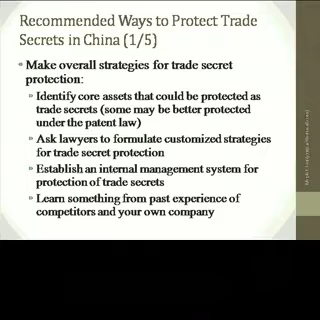 Recommended Ways to Protect Trade
Secrets in China (1/5)
• Make overall strategies for trade secret
protection:
Identify core assets that could be protected as
trade secrets (some may be better protected
under the patent law)
Ask lawyers to formulate customized strategies
for trade secret protection
Establish an internal management system for
protection of trade secrets
Learn something from past experience of
competitors and your own company